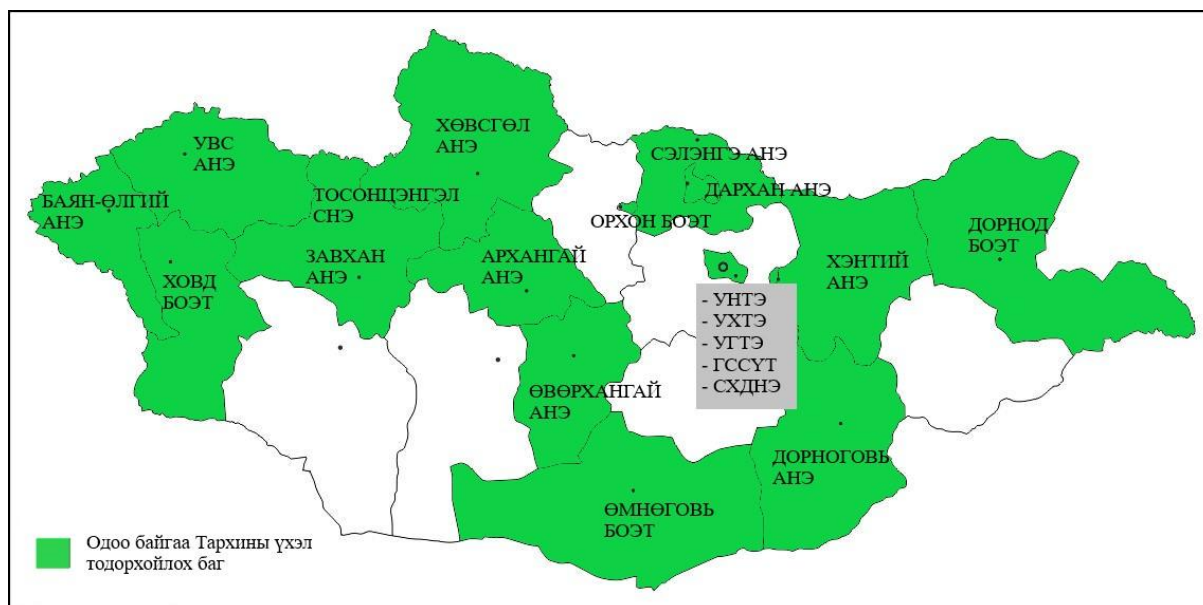 ХӨВСГӨЛ
АНЭ
УВС
АНЭ
СЭЛЭНГЭ АНЭ
БАЯН-ӨЛГИЙ
АНЭ
ТОСОНЦЭНГЭЛ
СНЭ
ДАРХАН АНЭ
ОРХОН БОЭТ
ДОРНОД
БОЭТ
ХОВД
БОЭТ
ЗАВХАН
АНЭ
АРХАНГАЙ
АНЭ
ХЭНТИЙ
АНЭ
- УНТЭ
- УХТЭ
- УГТЭ
- ГССҮТ
- СХДНЭ
ӨВӨРХАНГАЙ
АНЭ
ДОРНОГОВЬ
АНЭ
ӨМНӨГОВЬ
БОЭТ
Одоо байгаа Тархины үхэл
тодорхойлох баг